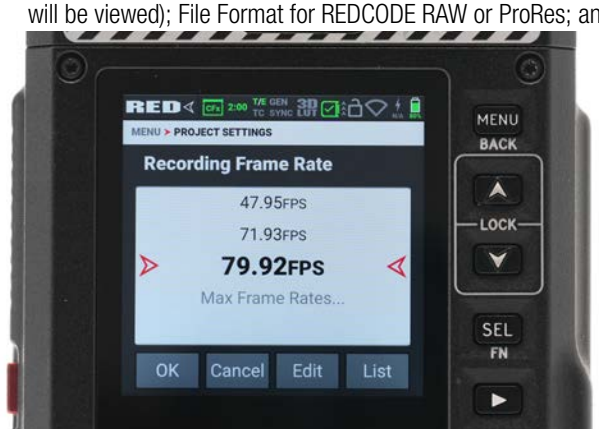 will be viewed); File Format for REDCODE RAW or ProRes; an
RED CFx 2:00 T/E TC GEN SYNC 3D LUT N/A 80%
MENU > PROJECT SETTINGS
Recording Frame Rate
47.95FPS
71.93FPS
79.92FPS
Max Frame Rates...
OK Cancel Edit List
MENU
BACK
LOCK
SEL
FN